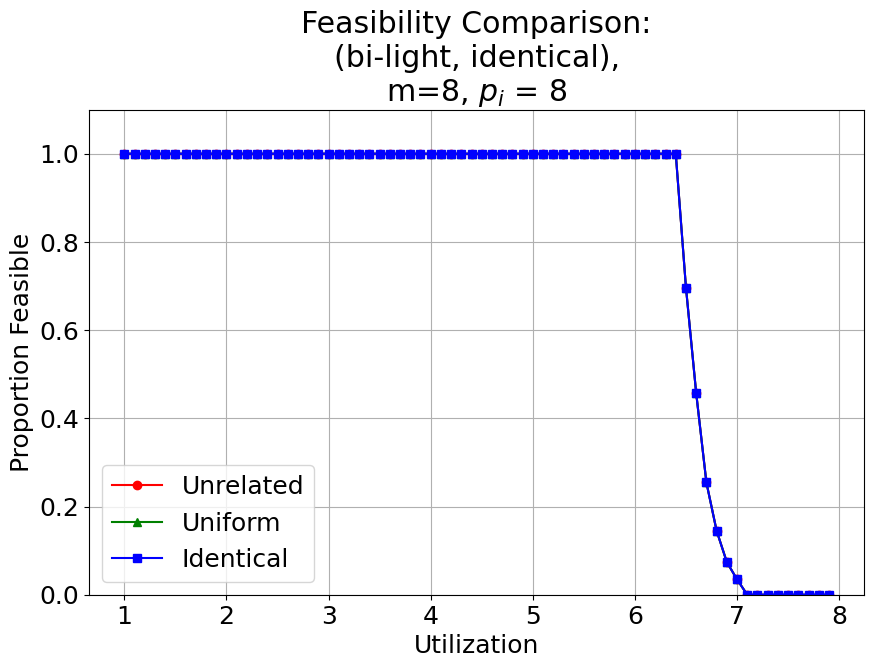 Feasibility Comparison:
(bi-light, identical),
m=8, $p_i$ = 8
Proportion Feasible
1.0
0.8
0.6
0.4
0.2
0.0
Unrelated
Uniform
Identical
1 2 3 4 5 6 7 8
Utilization